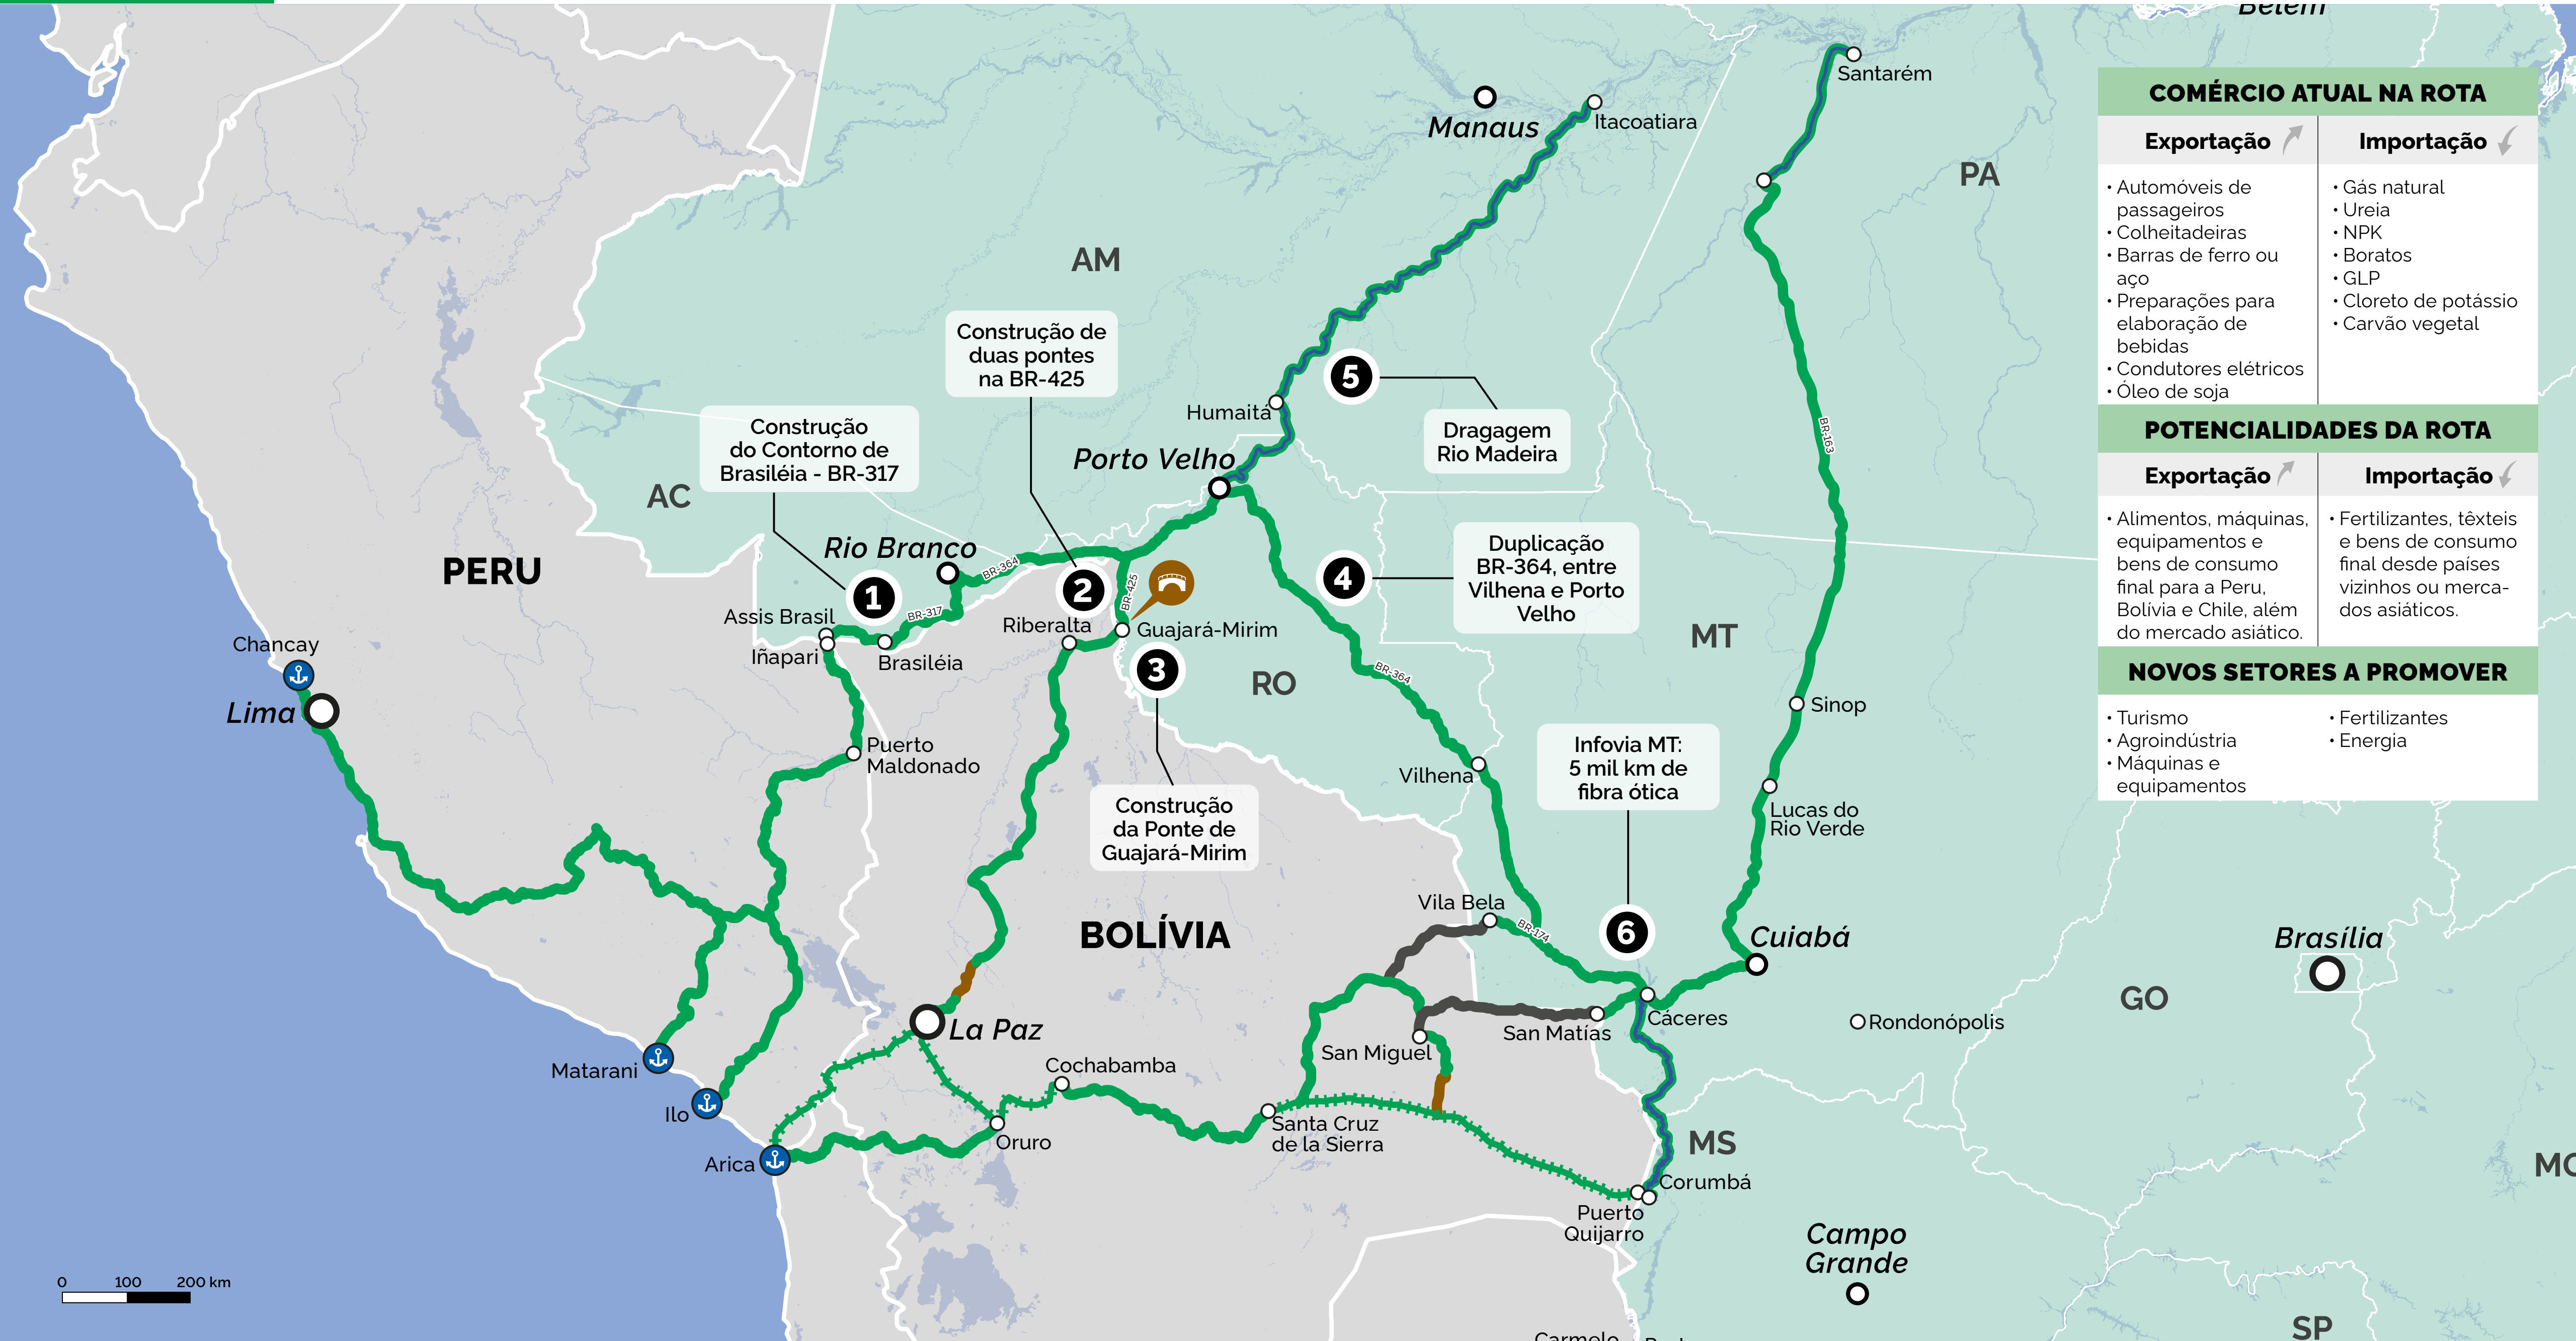 Belém
Santarém
Manaus
Itacoatiara
PA
AM
Construção de
duas pontes
na BR-425
Construção
do Contorno de
Brasiléia - BR-317
Humaitá
5
Dragagem
Rio Madeira
BR-163
Porto Velho
AC
Rio Branco
BR-364
1
BR-317
2
BR-425
4
Duplicação
BR-364, entre
Vilhena e Porto
Velho
PERU
Assis Brasil
Iñapari
Brasiléia
Riberalta
Guajará-Mirim
3
RO
BR-364
MT
Chancay
Lima
Sinop
Puerto
Maldonado
Vilhena
Infovia MT:
5 mil km de
fibra ótica
Construção
da Ponte de
Guajará-Mirim
Lucas do
Rio Verde
BOLÍVIA
Vila Bela
BR-174
6
Cuiabá
Brasília
GO
La Paz
San Matías
Cáceres
Rondonópolis
San Miguel
Matarani
Cochabamba
Ilo
Santa Cruz
de la Sierra
Oruro
Arica
MS
Corumbá
Puerto
Quijarro
Campo
Grande
SP
Carmelo
0 100 200 km
COMÉRCIO ATUAL NA ROTA
Exportação
• Automóveis de
passageiros
• Colheitadeiras
• Barras de ferro ou
aço
• Preparações para
elaboração de
bebidas
• Condutores elétricos
• Óleo de soja
Importação
• Gás natural
• Ureia
• NPK
• Boratos
• GLP
• Cloreto de potássio
• Carvão vegetal
POTENCIALIDADES DA ROTA
Exportação
• Alimentos, máquinas,
equipamentos e
bens de consumo
final para a Peru,
Bolívia e Chile, além
do mercado asiático.
Importação
• Fertilizantes, têxteis
e bens de consumo
final desde países
vizinhos ou merca-
dos asiáticos.
NOVOS SETORES A PROMOVER
• Turismo
• Agroindústria
• Máquinas e
equipamentos
• Fertilizantes
• Energia